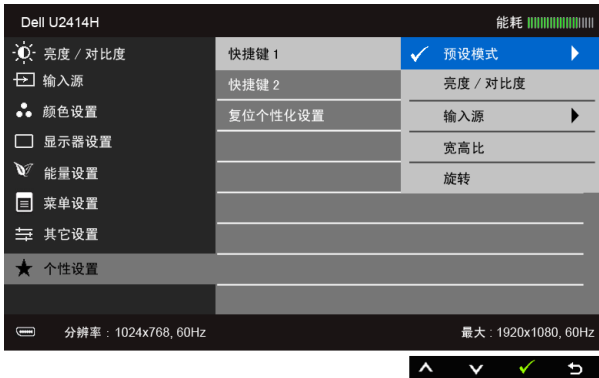 Dell U2414H 能耗
亮度 / 对比度 快捷键 1 预设模式
输入源 快捷键 2 亮度 / 对比度
颜色设置 复位个性化设置 输入源
显示器设置 宽高比
能量设置 旋转
菜单设置
其它设置
个性设置
分辨率 : 1024x768, 60Hz 最大 : 1920x1080, 60Hz